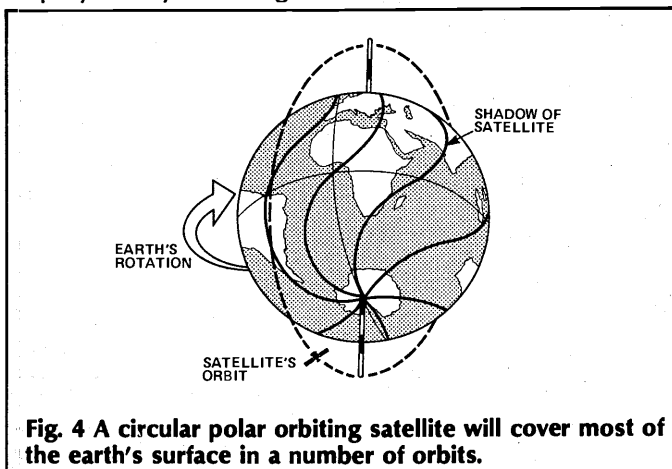 SHADOW OF
SATELLITE
EARTH'S
ROTATION
SATELLITE'S
ORBIT
Fig. 4 A circular polar orbiting satellite will cover most of
the earth's surface in a number of orbits.